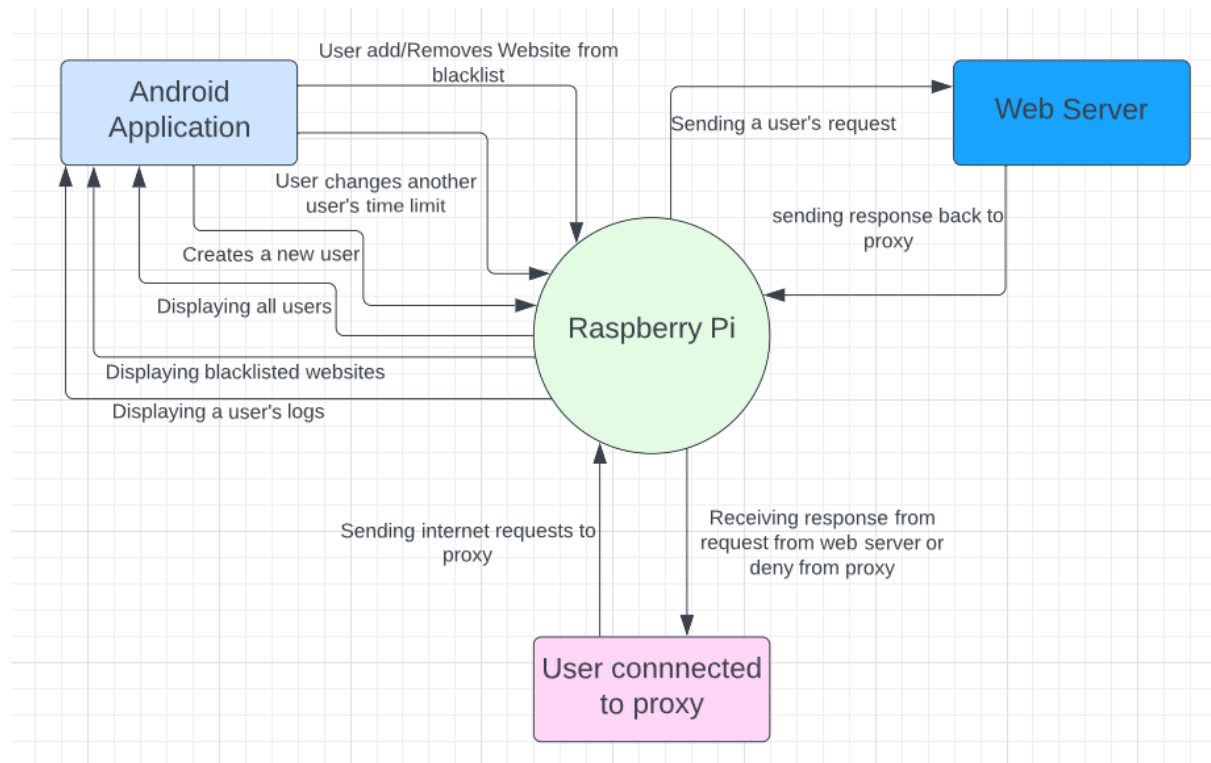 User add/Removes Website from
blacklist
Android
Application
Web Server
Sending a user's request
User changes another
user's time limit
sending response back to
proxy
Creates a new user
Displaying all users
Raspberry Pi
Displaying blacklisted websites
Displaying a user's logs
Sending internet requests to
proxy
Receiving response from
request from web server or
deny from proxy
User connnected
to proxy